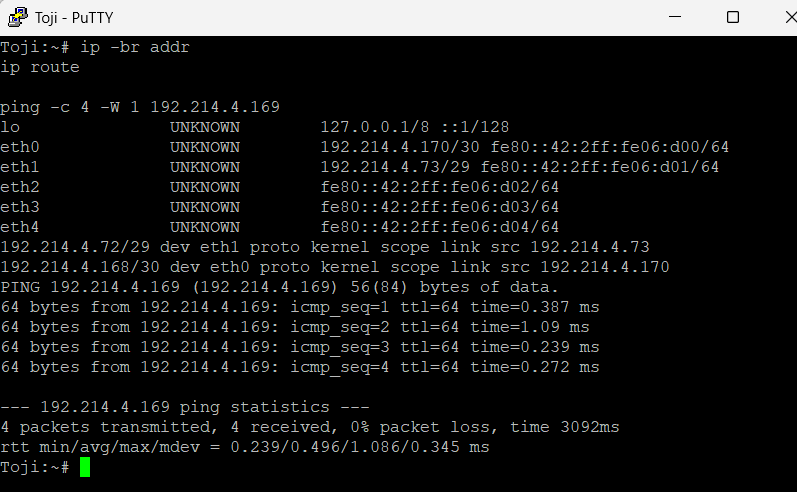 Toji - PuTTY
Toji:~# ip -br addr
ip route
ping -c 4 -W 1 192.214.4.169
lo               UNKNOWN        127.0.0.1/8 ::1/128
eth0             UNKNOWN        192.214.4.170/30 fe80::42:2ff:fe06:d00/64
eth1             UNKNOWN        192.214.4.73/29 fe80::42:2ff:fe06:d01/64
eth2             UNKNOWN        fe80::42:2ff:fe06:d02/64
eth3             UNKNOWN        fe80::42:2ff:fe06:d03/64
eth4             UNKNOWN        fe80::42:2ff:fe06:d04/64
192.214.4.72/29 dev eth1 proto kernel scope link src 192.214.4.73
192.214.4.168/30 dev eth0 proto kernel scope link src 192.214.4.170
PING 192.214.4.169 (192.214.4.169) 56(84) bytes of data.
64 bytes from 192.214.4.169: icmp_seq=1 ttl=64 time=0.387 ms
64 bytes from 192.214.4.169: icmp_seq=2 ttl=64 time=1.09 ms
64 bytes from 192.214.4.169: icmp_seq=3 ttl=64 time=0.239 ms
64 bytes from 192.214.4.169: icmp_seq=4 ttl=64 time=0.272 ms
--- 192.214.4.169 ping statistics ---
4 packets transmitted, 4 received, 0% packet loss, time 3092ms
rtt min/avg/max/mdev = 0.239/0.496/1.086/0.345 ms
Toji:~#